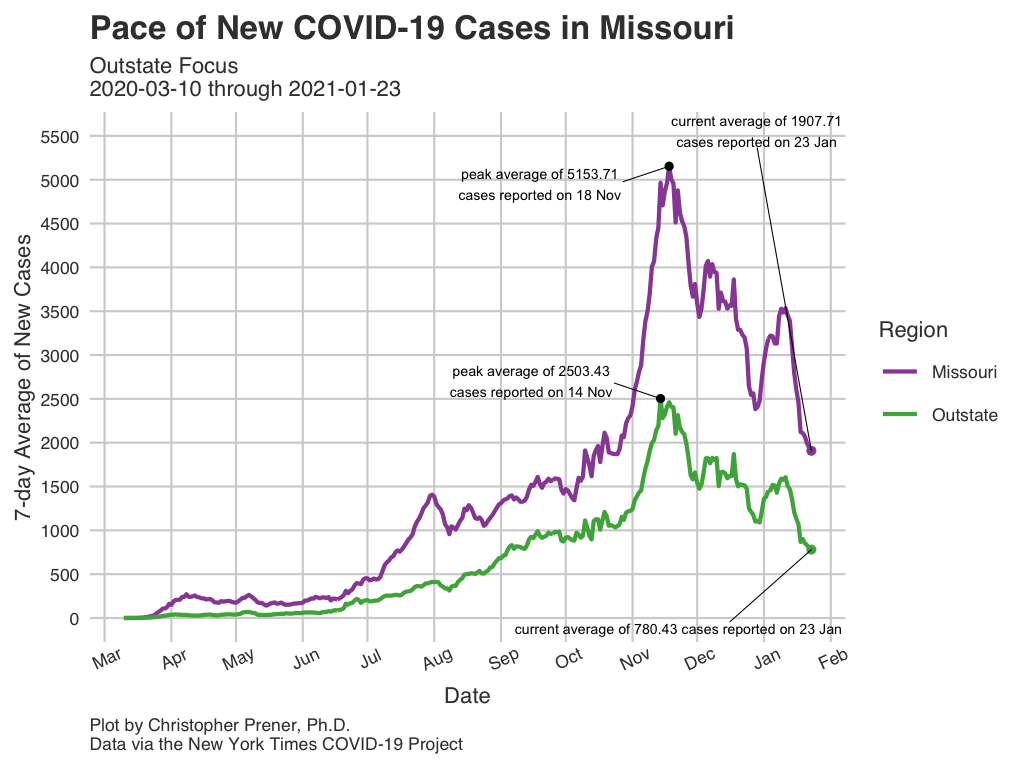 Pace of New COVID-19 Cases in Missouri
Outstate Focus
2020-03-10 through 2021-01-23
current average of 1907.71
cases reported on 23 Jan
peak average of 5153.71
cases reported on 18 Nov
peak average of 2503.43
cases reported on 14 Nov
current average of 780.43 cases reported on 23 Jan
7-day Average of New Cases
5500
5000
4500
4000
3500
3000
2500
2000
1500
1000
500
0
Mar Apr May Jun Jul Aug Sep Oct Nov Dec Jan Feb
Date
Region
Missouri
Outstate
Plot by Christopher Prener, Ph.D.
Data via the New York Times COVID-19 Project